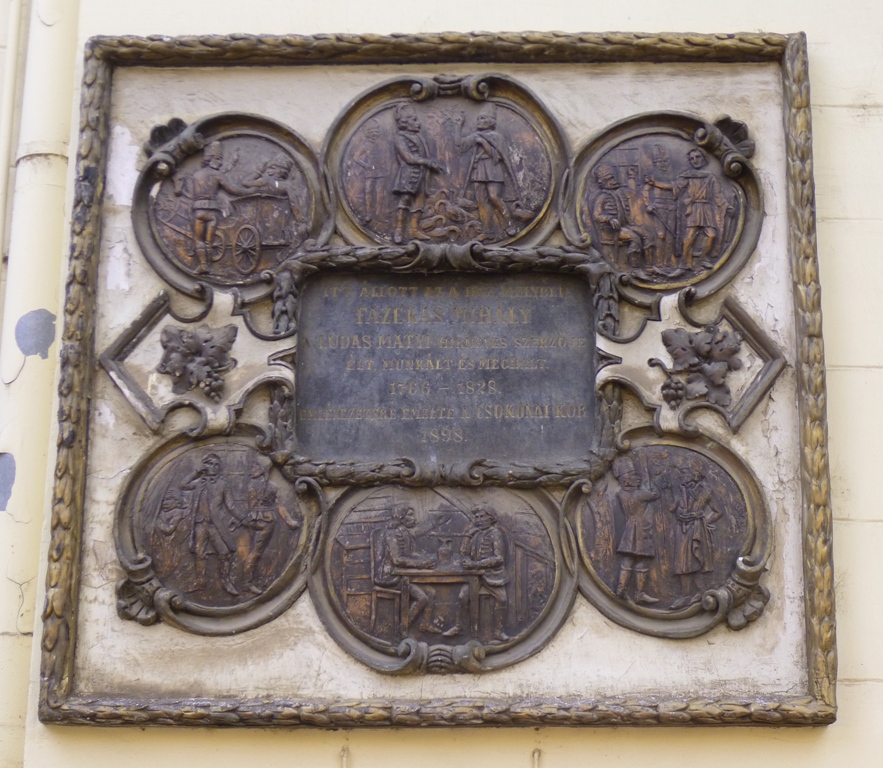 ITT ÁLLOTT AZ A HÁZ MELYBEN
FAZEKAS MIHÁLY
A LUDAS MATYI HIRNEVES SZERZŐJE
ÉLT, MUNKÁLT ÉS MEGHALT.
1766 – 1828.
EMLÉKEZETÉRE EMELTE A CSOKONAI KÖR
1898.